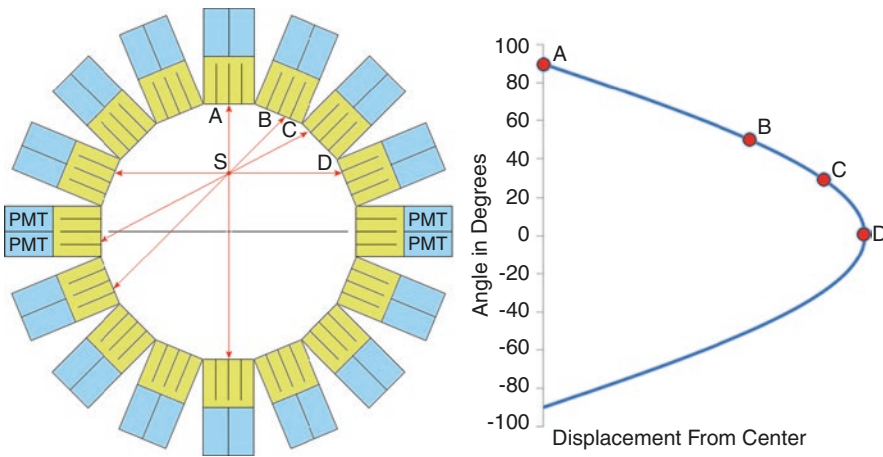 A
B
C
S
D
PMT
PMT
PMT
PMT
Angle in Degrees
100
80
60
40
20
0
-20
-40
-60
-80
-100
A
B
C
D
Displacement From Center